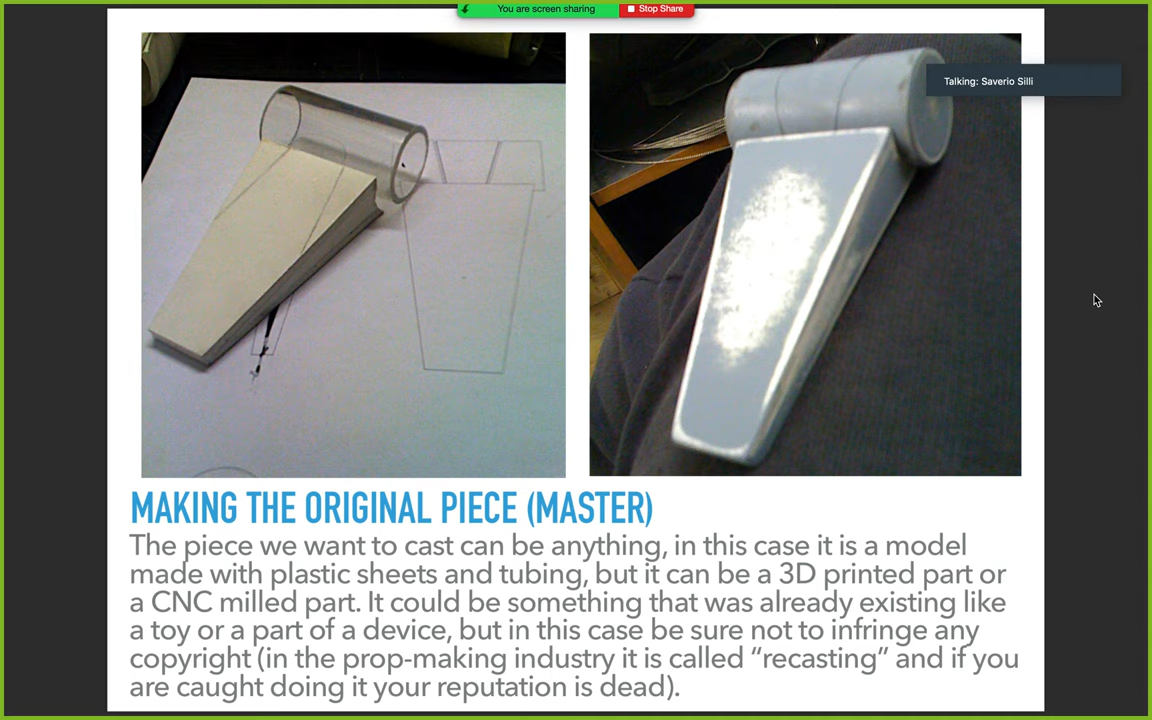 You are screen sharing
Stop Share
Talking: Saverio Silli
MAKING THE ORIGINAL PIECE (MASTER)
The piece we want to cast can be anything, in this case it is a model
made with plastic sheets and tubing, but it can be a 3D printed part or
a CNC milled part. It could be something that was already existing like
a toy or a part of a device, but in this case be sure not to infringe any
copyright (in the prop-making industry it is called “recasting” and if you
are caught doing it your reputation is dead).